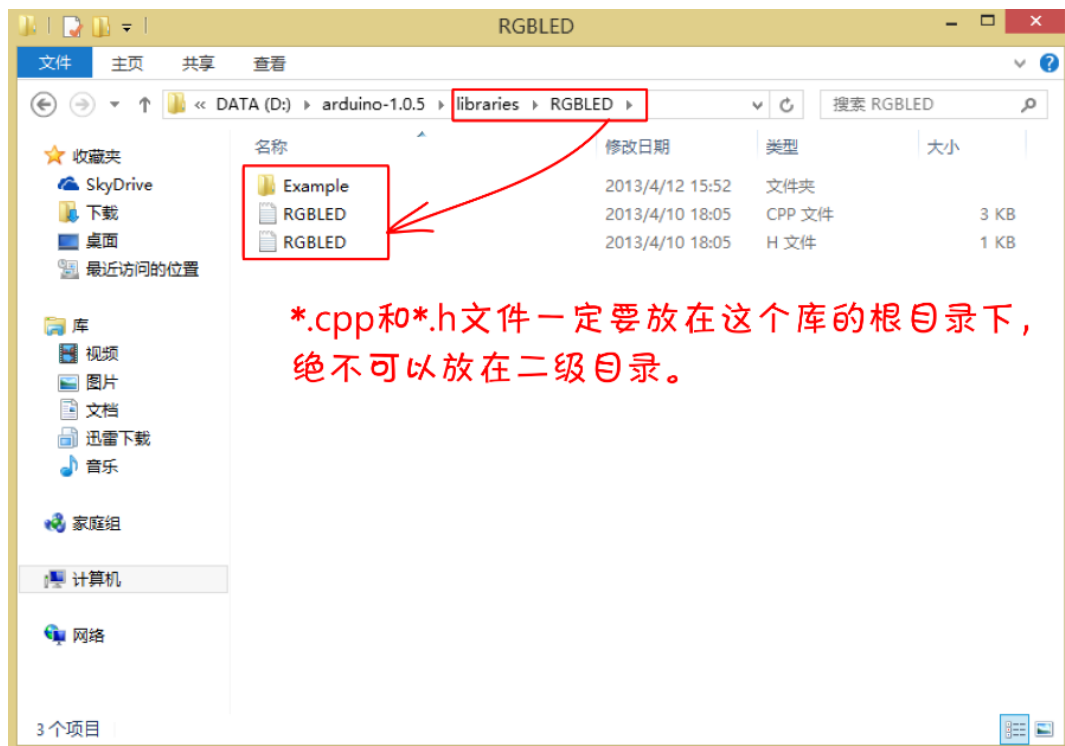 RGBLED
文件 主页 共享 查看
« DATA (D:) arduino-1.0.5 libraries RGBLED
搜索 RGBLED
名称 修改日期 类型 大小
Example 2013/4/12 15:52 文件夹
RGBLED 2013/4/10 18:05 CPP 文件 3 KB
RGBLED 2013/4/10 18:05 H 文件 1 KB
收藏夹
SkyDrive
下载
桌面
最近访问的位置
库
视频
图片
文档
迅雷下载
音乐
家庭组
计算机
网络
*.cpp和*.h文件一定要放在这个库的根目录下，
绝不可以放在二级目录。
3 个项目